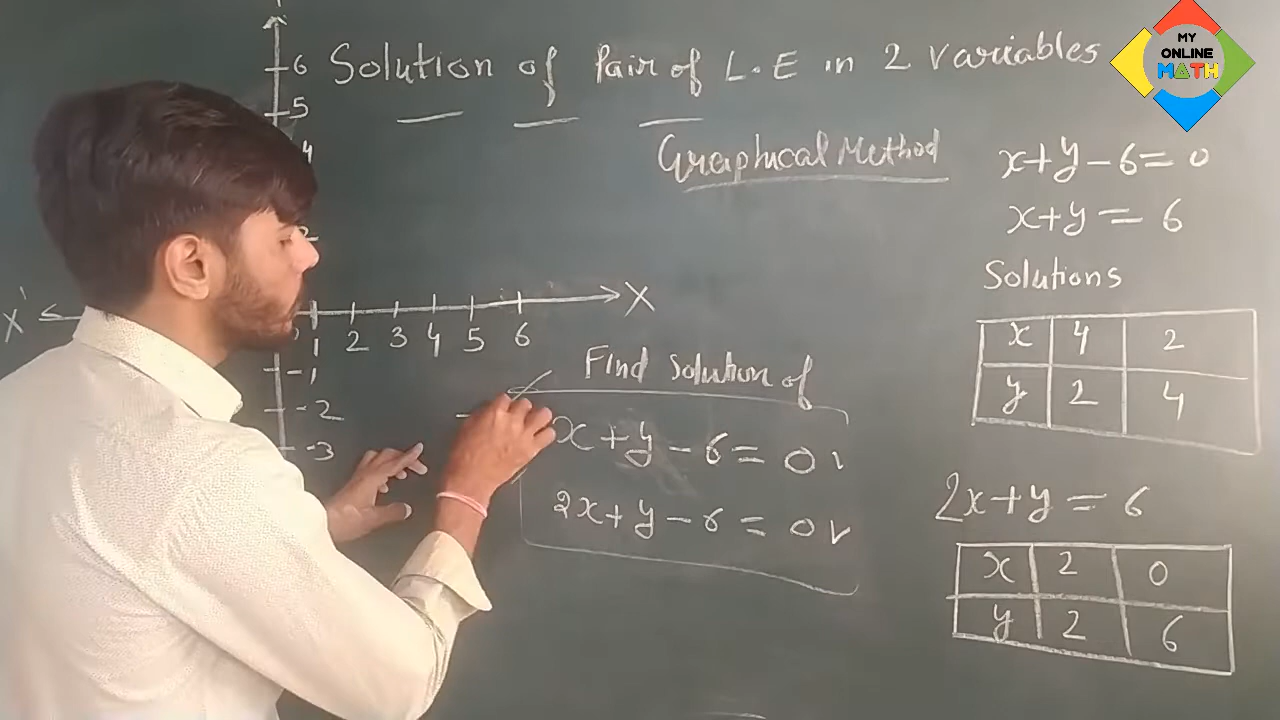 Solution of Pair of L.E in 2 Variables
Graphical Method
MY
ONLINE
MATH
x+y-6=0
x+y=6
Solutions
x 4 2
y 2 4
2x+y=6
x 2 0
y 2 6
Find Solution of
x+y-6=0
2x+y-6=0
6
5
4
X' X
1 2 3 4 5 6
-1
-2
-3